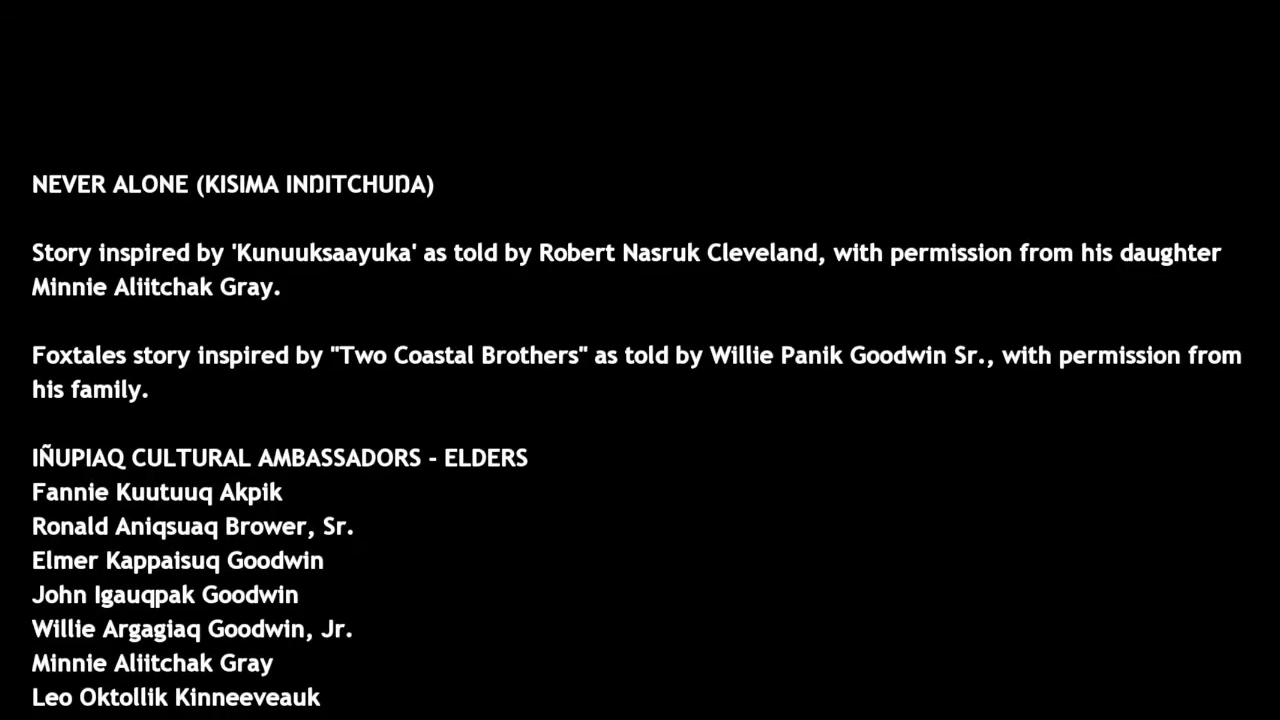 NEVER ALONE (KISIMA INŊITCHUŊA)
Story inspired by 'Kunuuksaayuka' as told by Robert Nasruk Cleveland, with permission from his daughter
Minnie Aliitchak Gray.
Foxtales story inspired by "Two Coastal Brothers" as told by Willie Panik Goodwin Sr., with permission from
his family.
IÑUPIAQ CULTURAL AMBASSADORS - ELDERS
Fannie Kuutuuq Akpik
Ronald Aniqsuaq Brower, Sr.
Elmer Kappaisuq Goodwin
John Igauqpak Goodwin
Willie Argagiaq Goodwin, Jr.
Minnie Aliitchak Gray
Leo Oktollik Kinneeveauk